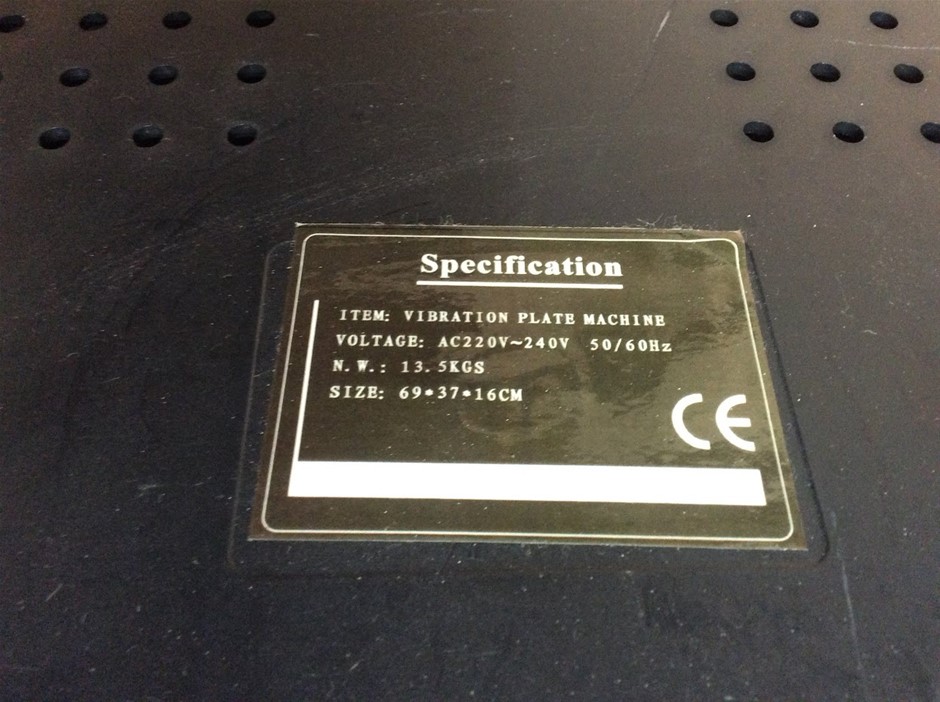 Specification
ITEM: VIBRATION PLATE MACHINE
VOLTAGE: AC220V~240V 50/60Hz
N.W.: 13.5KGS
SIZE: 69*37*16CM
CE